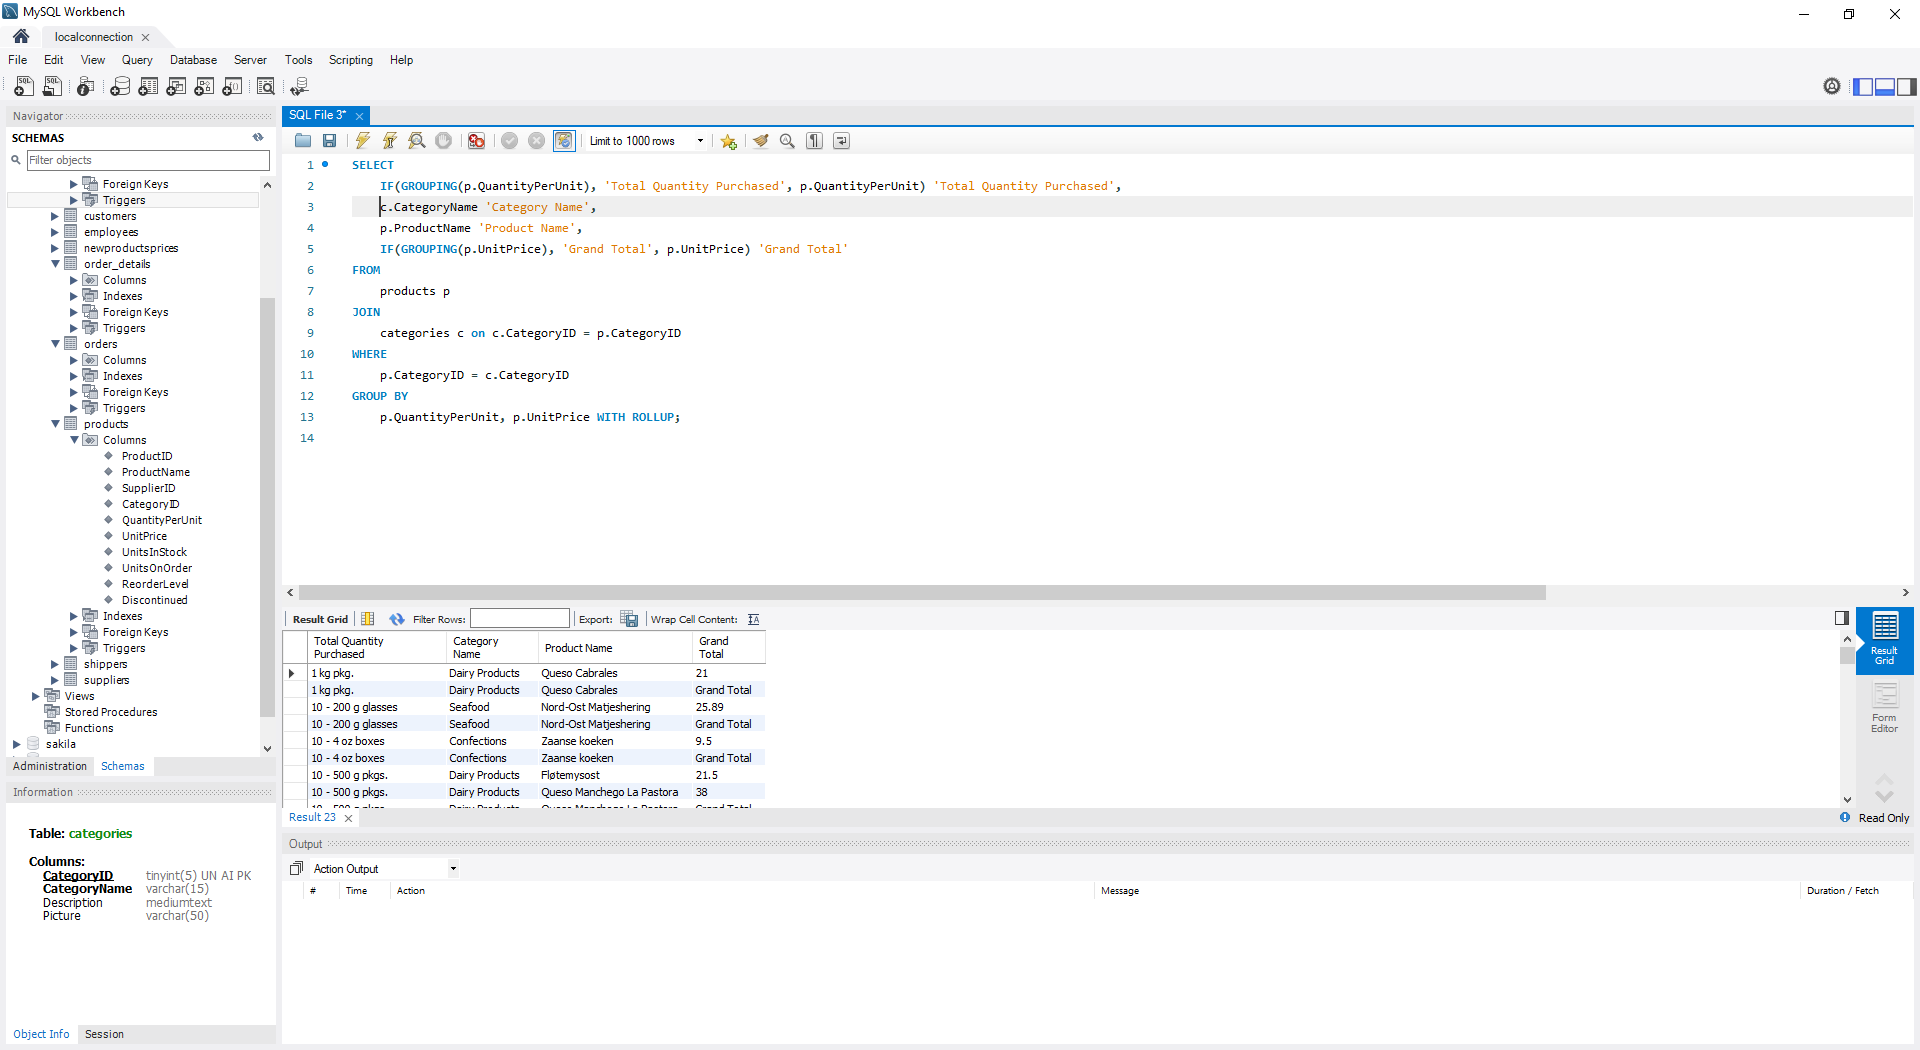 MySQL Workbench
localconnection
File Edit View Query Database Server Tools Scripting Help
Navigator
SCHEMAS
Filter objects
Foreign Keys
Triggers
customers
employees
newproductsprices
order_details
Columns
Indexes
Foreign Keys
Triggers
orders
Columns
Indexes
Foreign Keys
Triggers
products
Columns
ProductID
ProductName
SupplierID
CategoryID
QuantityPerUnit
UnitPrice
UnitsInStock
UnitsOnOrder
ReorderLevel
Discontinued
Indexes
Foreign Keys
Triggers
shippers
suppliers
Views
Stored Procedures
Functions
sakila
Administration Schemas
Information
Table: categories
Columns:
CategoryID tinyint(5) UN AI PK
CategoryName varchar(15)
Description mediumtext
Picture varchar(50)
Object Info Session
SQL File 3*
Limit to 1000 rows
1 SELECT
2 IF(GROUPING(p.QuantityPerUnit), 'Total Quantity Purchased', p.QuantityPerUnit) 'Total Quantity Purchased',
3 c.CategoryName 'Category Name',
4 p.ProductName 'Product Name',
5 IF(GROUPING(p.UnitPrice), 'Grand Total', p.UnitPrice) 'Grand Total'
6 FROM
7 products p
8 JOIN
9 categories c on c.CategoryID = p.CategoryID
10 WHERE
11 p.CategoryID = c.CategoryID
12 GROUP BY
13 p.QuantityPerUnit, p.UnitPrice WITH ROLLUP;
14
Result Grid Filter Rows: Export: Wrap Cell Content:
Total Quantity Purchased Category Name Product Name Grand Total
1 kg pkg. Dairy Products Queso Cabrales 21
1 kg pkg. Dairy Products Queso Cabrales Grand Total
10 - 200 g glasses Seafood Nord-Ost Matjeshering 25.89
10 - 200 g glasses Seafood Nord-Ost Matjeshering Grand Total
10 - 4 oz boxes Confections Zaanse koeken 9.5
10 - 4 oz boxes Confections Zaanse koeken Grand Total
10 - 500 g pkgs. Dairy Products Fløtemysost 21.5
10 - 500 g pkgs. Dairy Products Queso Manchego La Pastora 38
Result Grid
Form Editor
Result 23
Read Only
Output
Action Output
# Time Action Message Duration / Fetch